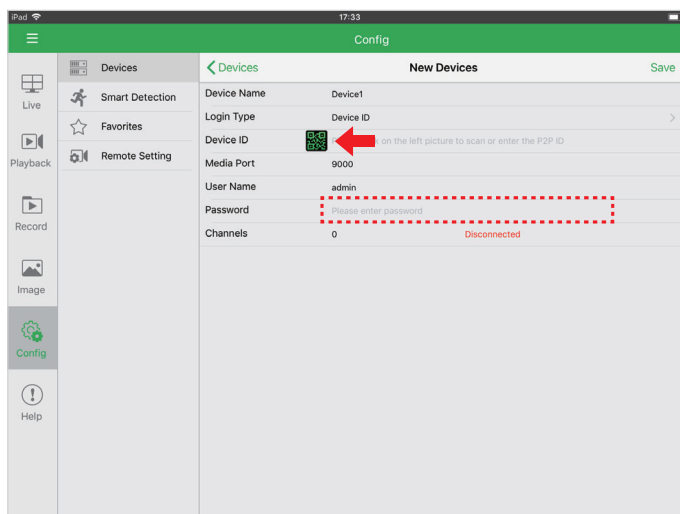 iPad 17:33
Config
Live
Playback
Record
Image
Config
Help
Devices
Smart Detection
Favorites
Remote Setting
Devices New Devices Save
Device Name Device1
Login Type Device ID
Device ID on the left picture to scan or enter the P2P ID
Media Port 9000
User Name admin
Password Please enter password
Channels 0 Disconnected